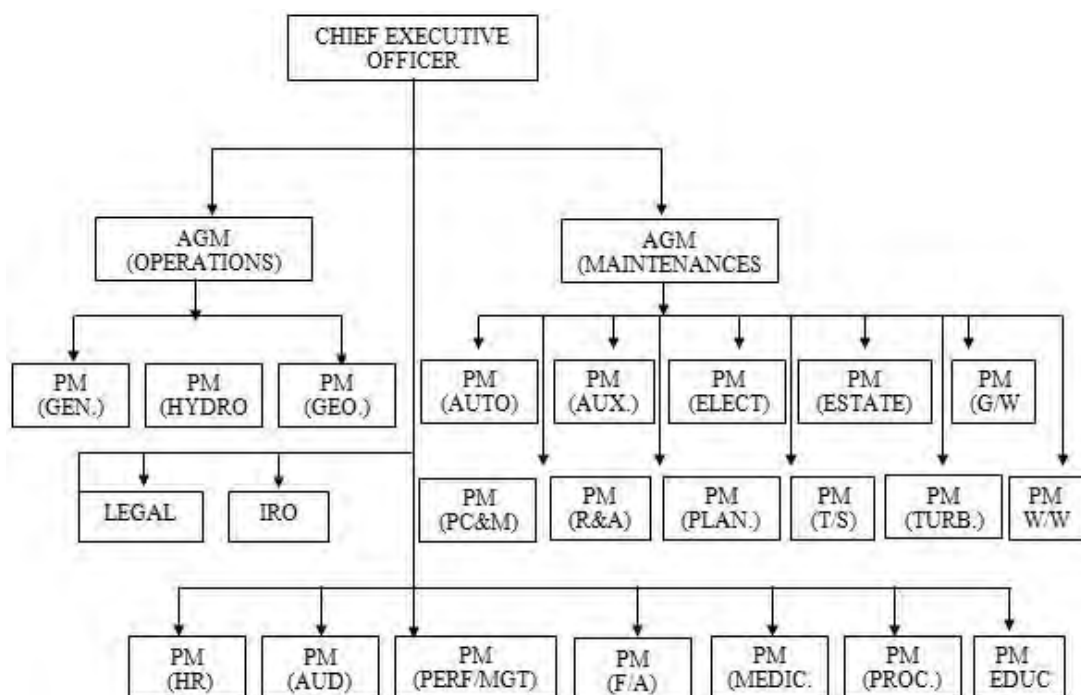 CHIEF EXECUTIVE
OFFICER
AGM
(OPERATIONS)
AGM
(MAINTENANCES
PM
(GEN.)
PM
(HYDRO
PM
(GEO.)
PM
(AUTO)
PM
(AUX.)
PM
(ELECT)
PM
(ESTATE)
PM
(G/W
LEGAL
IRO
PM
(PC&M)
PM
(R&A)
PM
(PLAN.)
PM
(T/S)
PM
(TURB.)
PM
W/W
PM
(HR)
PM
(AUD)
PM
(PERF/MGT)
PM
(F/A)
PM
(MEDIC.
PM
(PROC.)
PM
EDUC